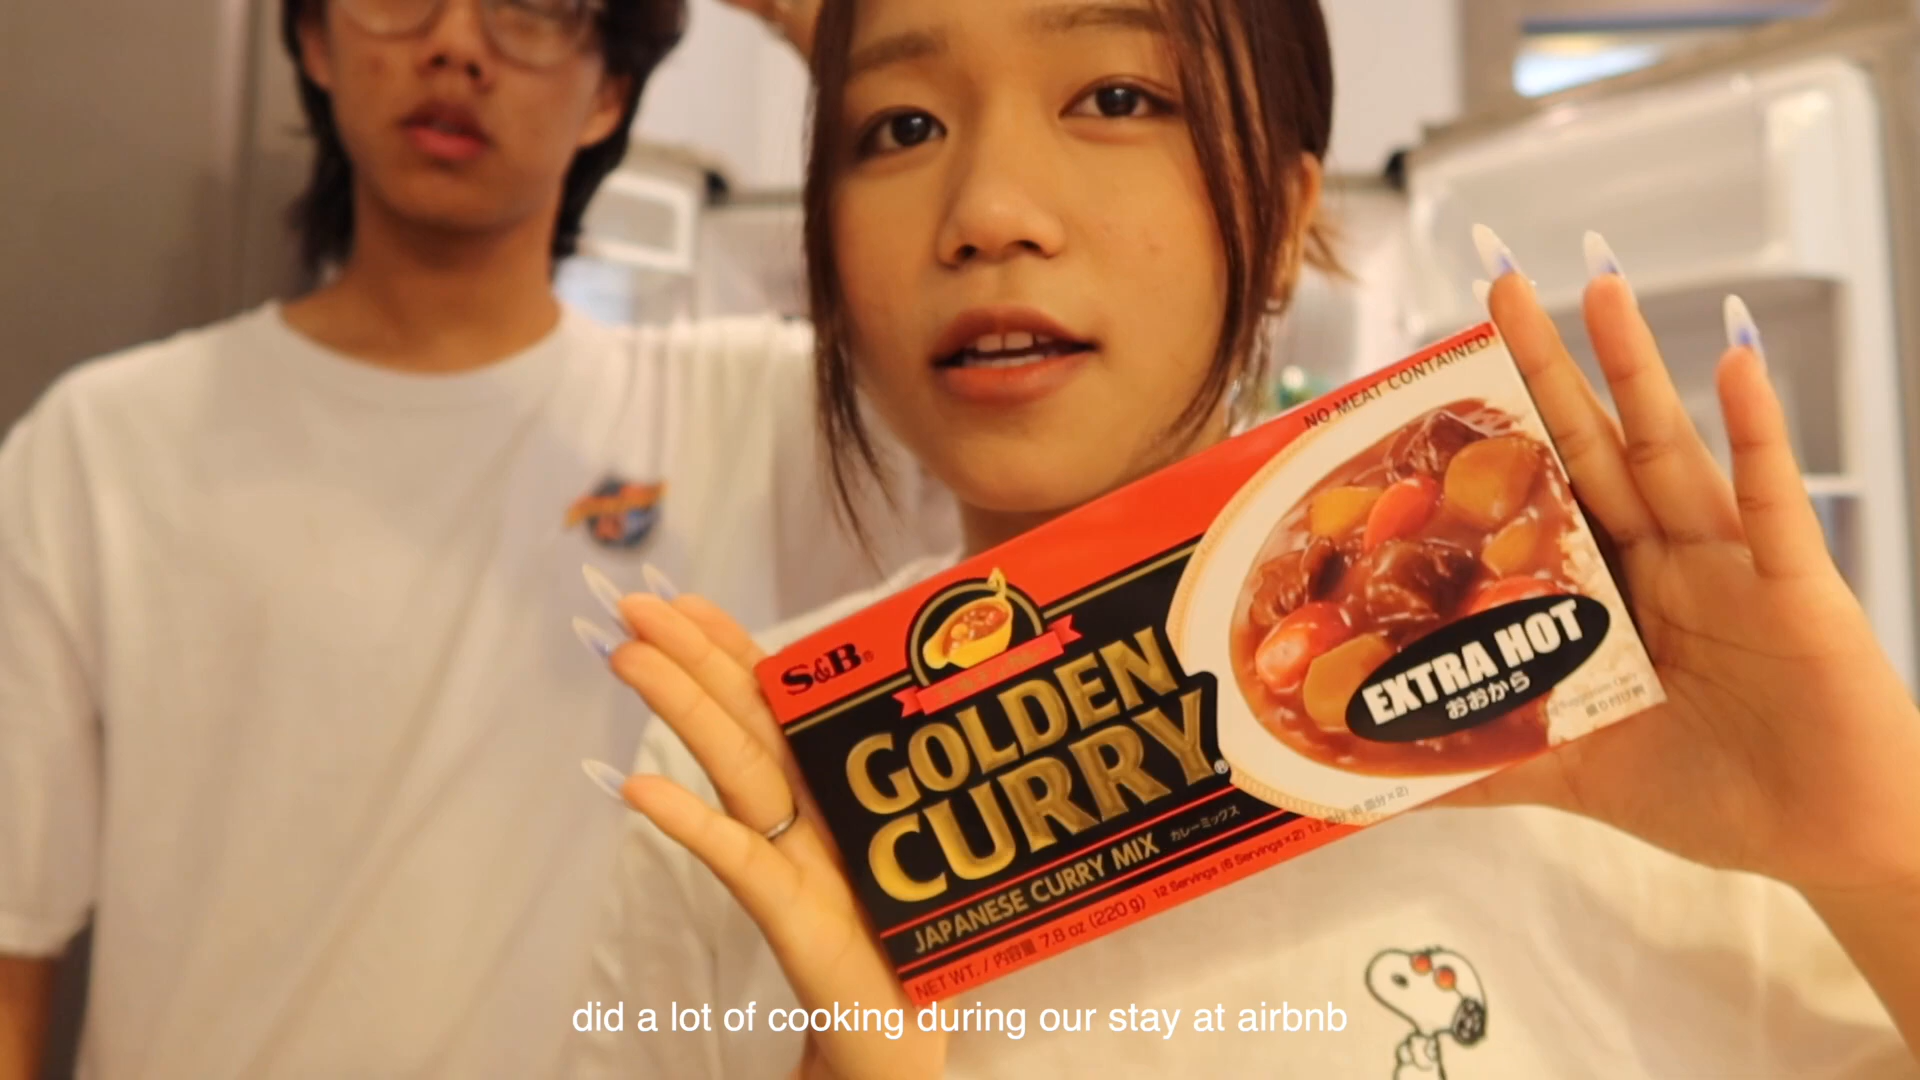 NO MEAT CONTAINED
S&B®
GOLDEN
CURRY®
EXTRA HOT
おおから
JAPANESE CURRY MIX カレーミックス
NET WT. / 内容量 7.8 oz (220 g) 12 Servings (6 Servings×2) 12
did a lot of cooking during our stay at airbnb